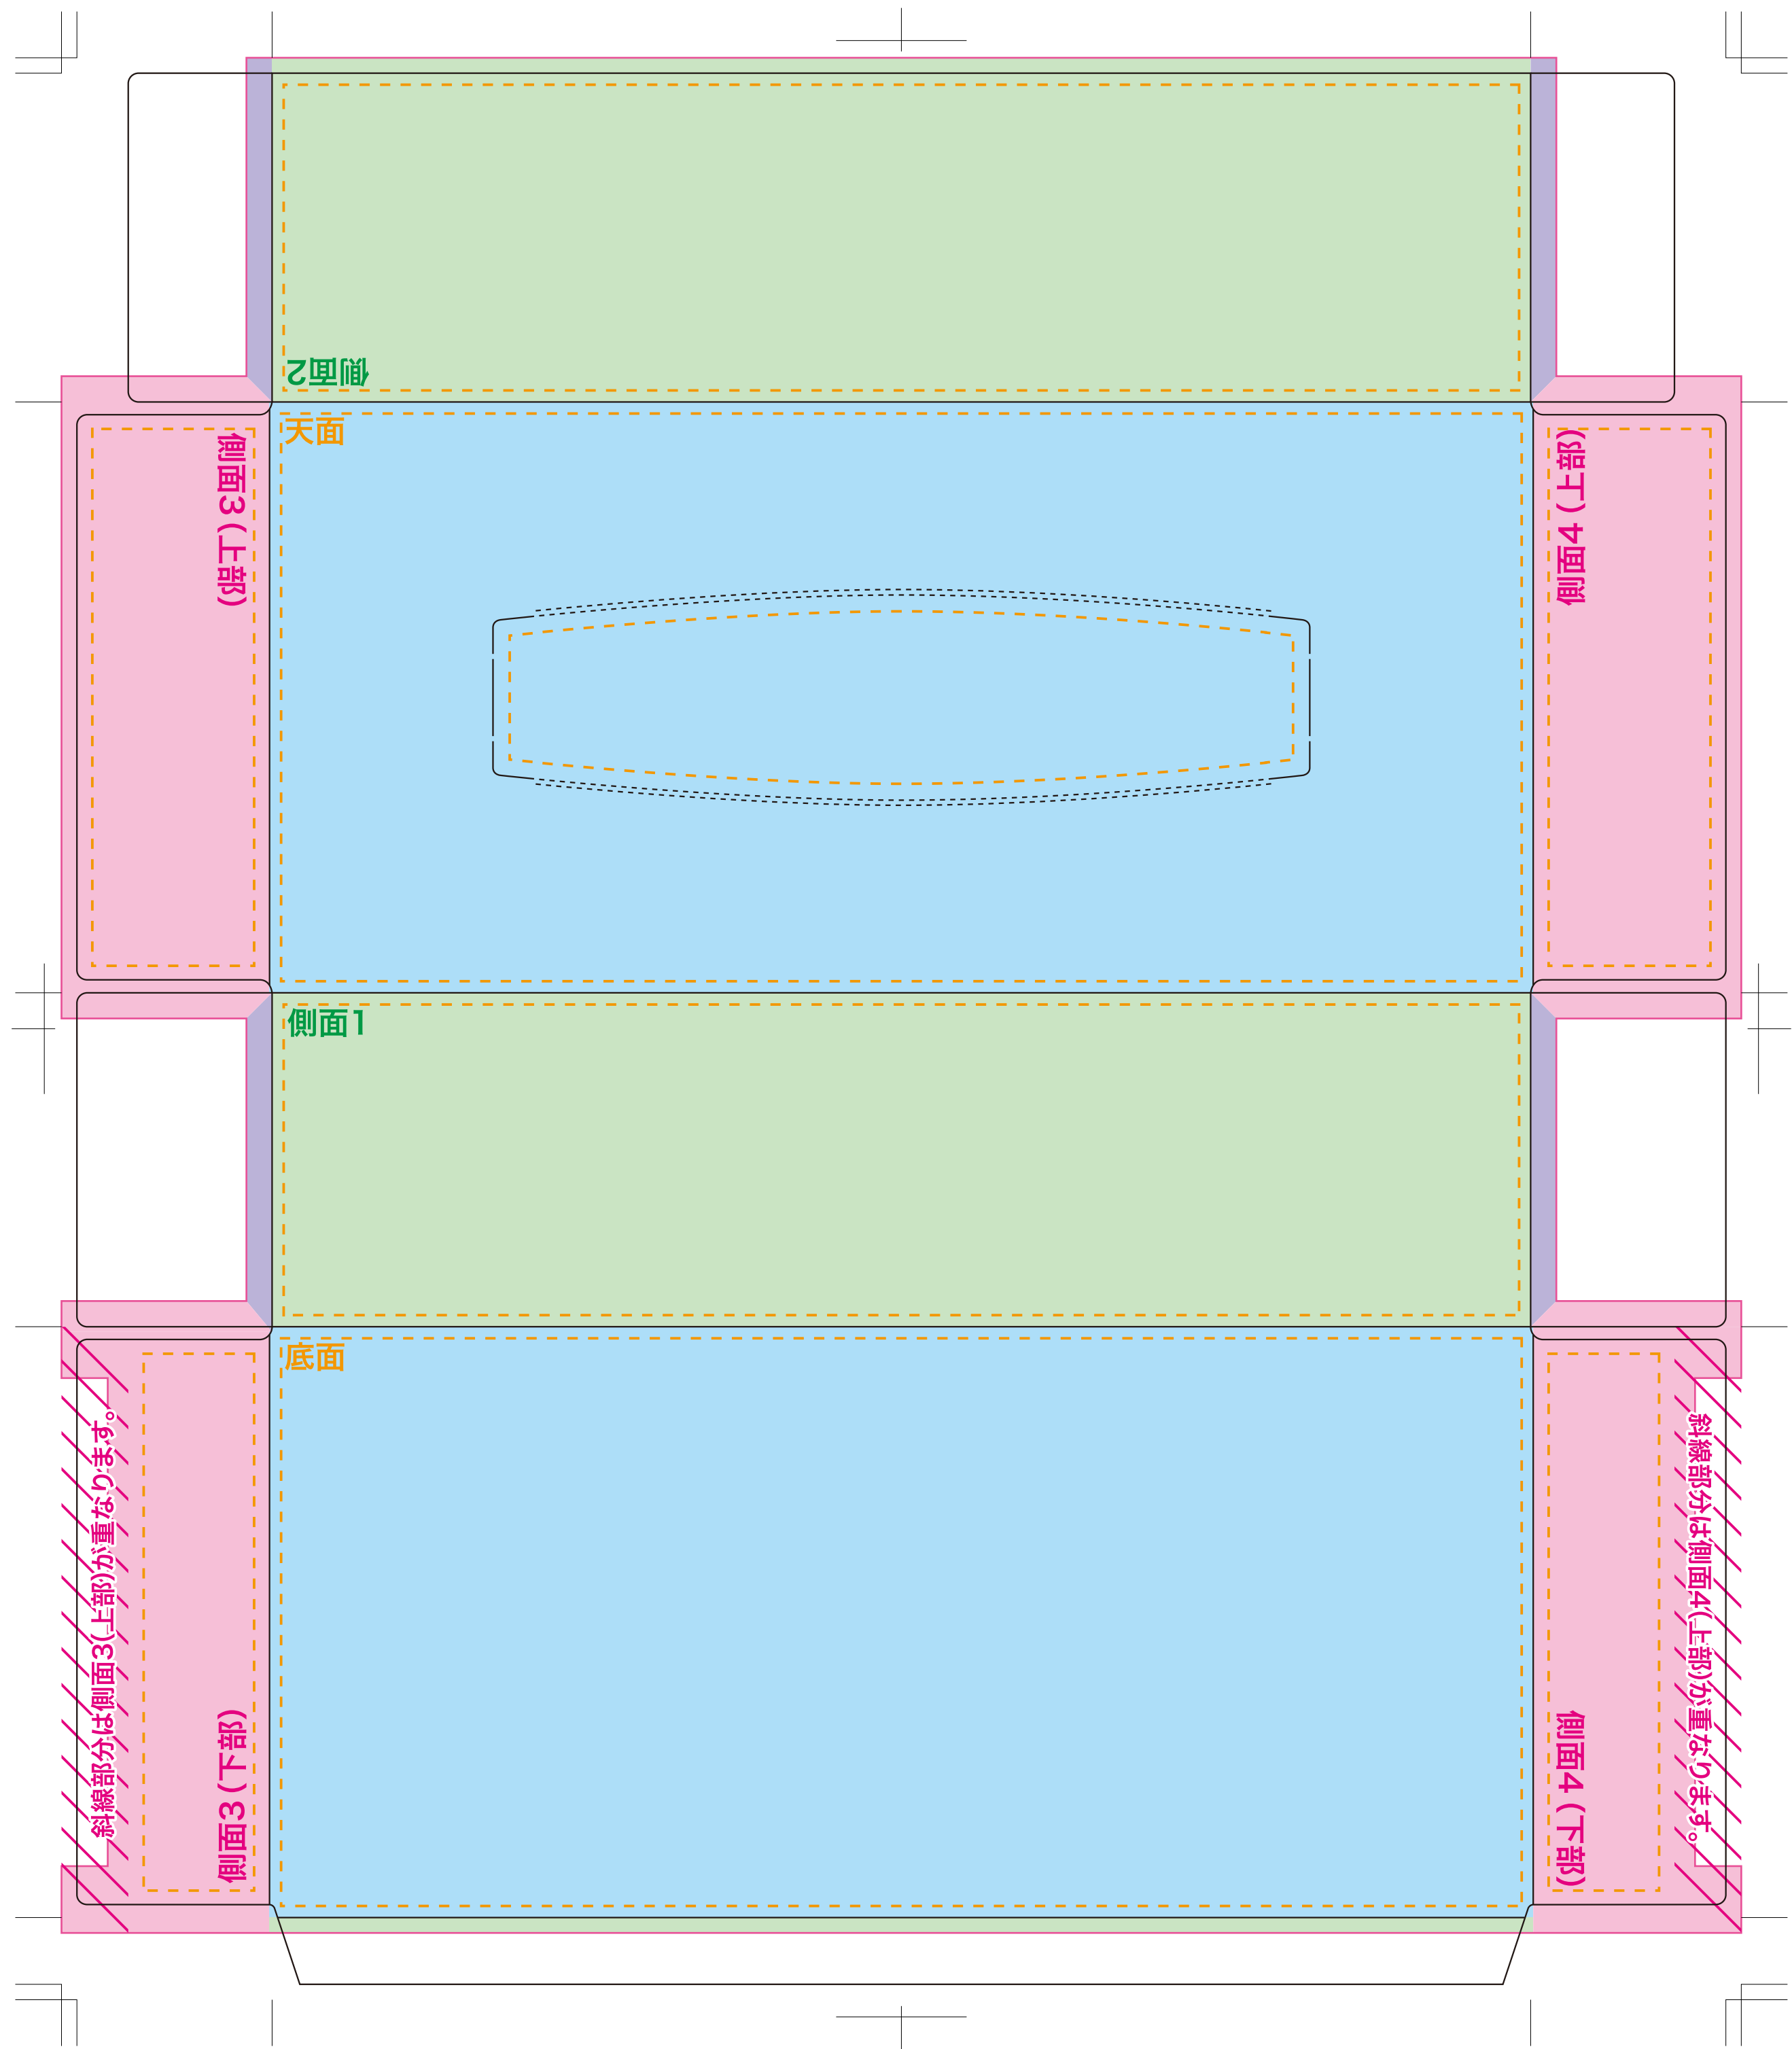 側面2
天面
側面3(上部)
側面4(上部)
側面1
底面
斜線部分は側面3(上部)が重なります。
側面3(下部)
側面4(下部)
斜線部分は側面4(上部)が重なります。